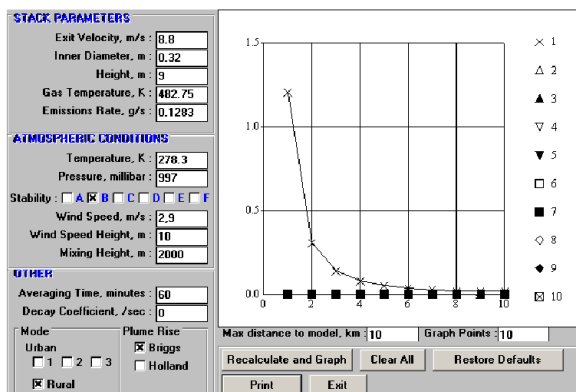 STACK PARAMETERS
Exit Velocity, m/s : 8.8
Inner Diameter, m : 0.32
Height, m : 9
Gas Temperature, K : 482.75
Emissions Rate, g/s : 0.1283
ATMOSPHERIC CONDITIONS
Temperature, K : 278.3
Pressure, millibar : 997
Stability : A B C D E F
Wind Speed, m/s : 2,9
Wind Speed Height, m : 10
Mixing Height, m : 2000
OTHER
Averaging Time, minutes : 60
Decay Coefficient, /sec : 0
Mode
Urban
1 2 3
Rural
Plume Rise
Briggs
Holland
1.5
1.0
0.5
0.0
0 2 4 6 8 10
1
2
3
4
5
6
7
8
9
10
Max distance to model, km : 10 Graph Points : 10
Recalculate and Graph Clear All Restore Defaults
Print Exit